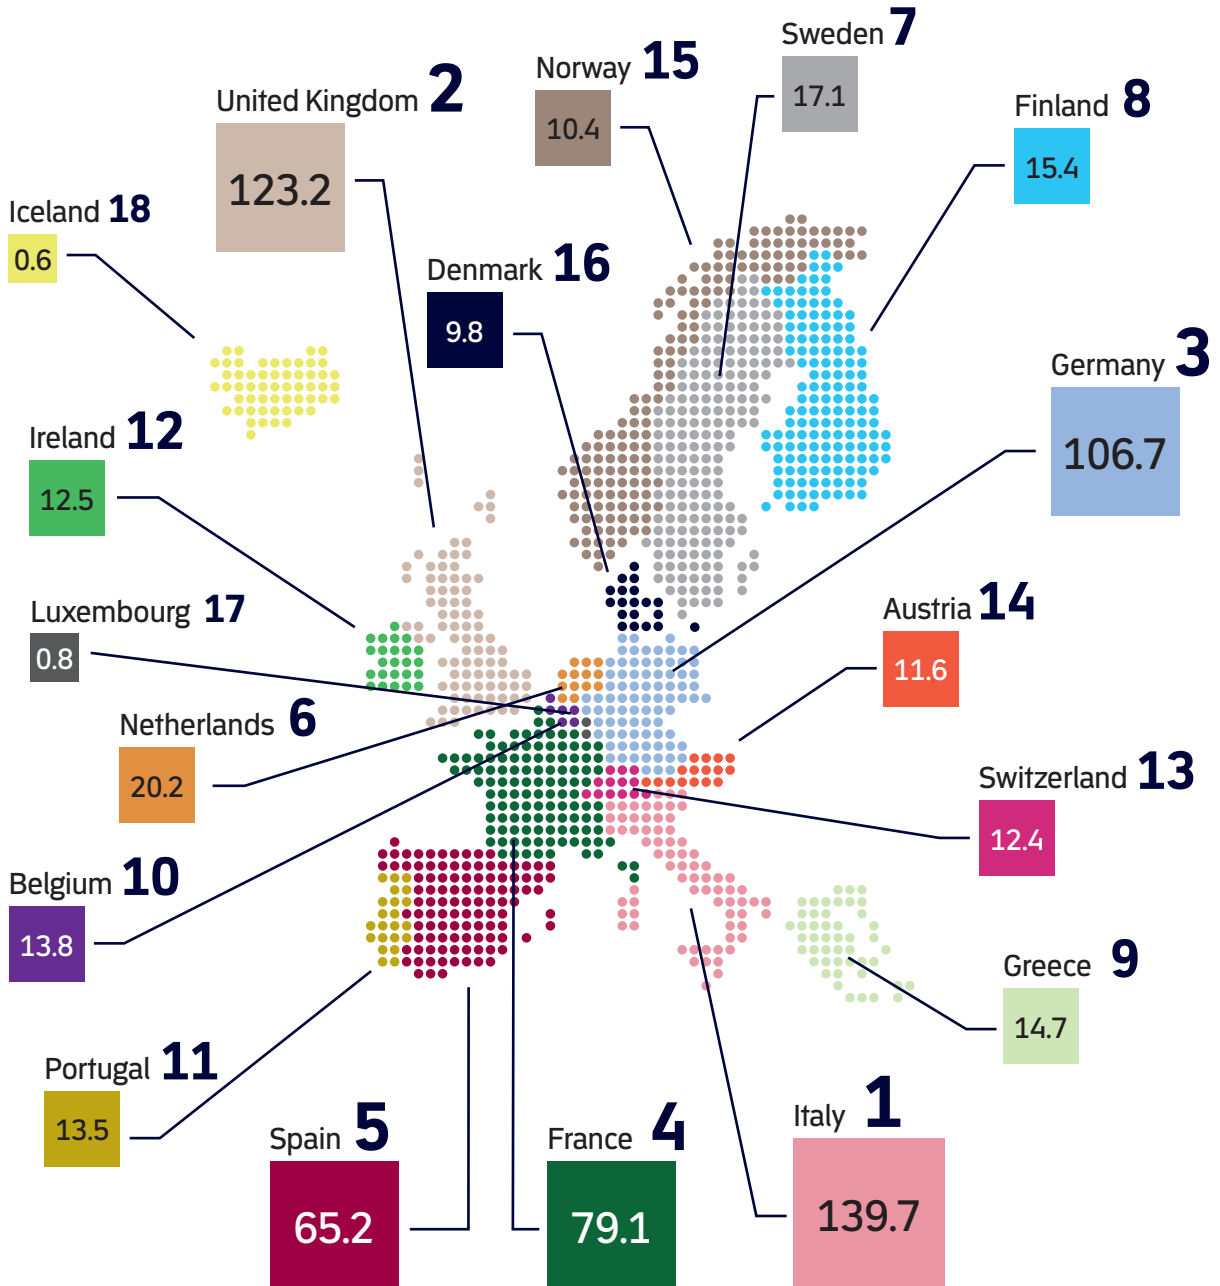 Sweden 7
17.1
Norway 15
10.4
United Kingdom 2
123.2
Finland 8
15.4
Iceland 18
0.6
Denmark 16
9.8
Germany 3
106.7
Ireland 12
12.5
Luxembourg 17
0.8
Austria 14
11.6
Netherlands 6
20.2
Switzerland 13
12.4
Belgium 10
13.8
Greece 9
14.7
Portugal 11
13.5
Spain 5
65.2
France 4
79.1
Italy 1
139.7